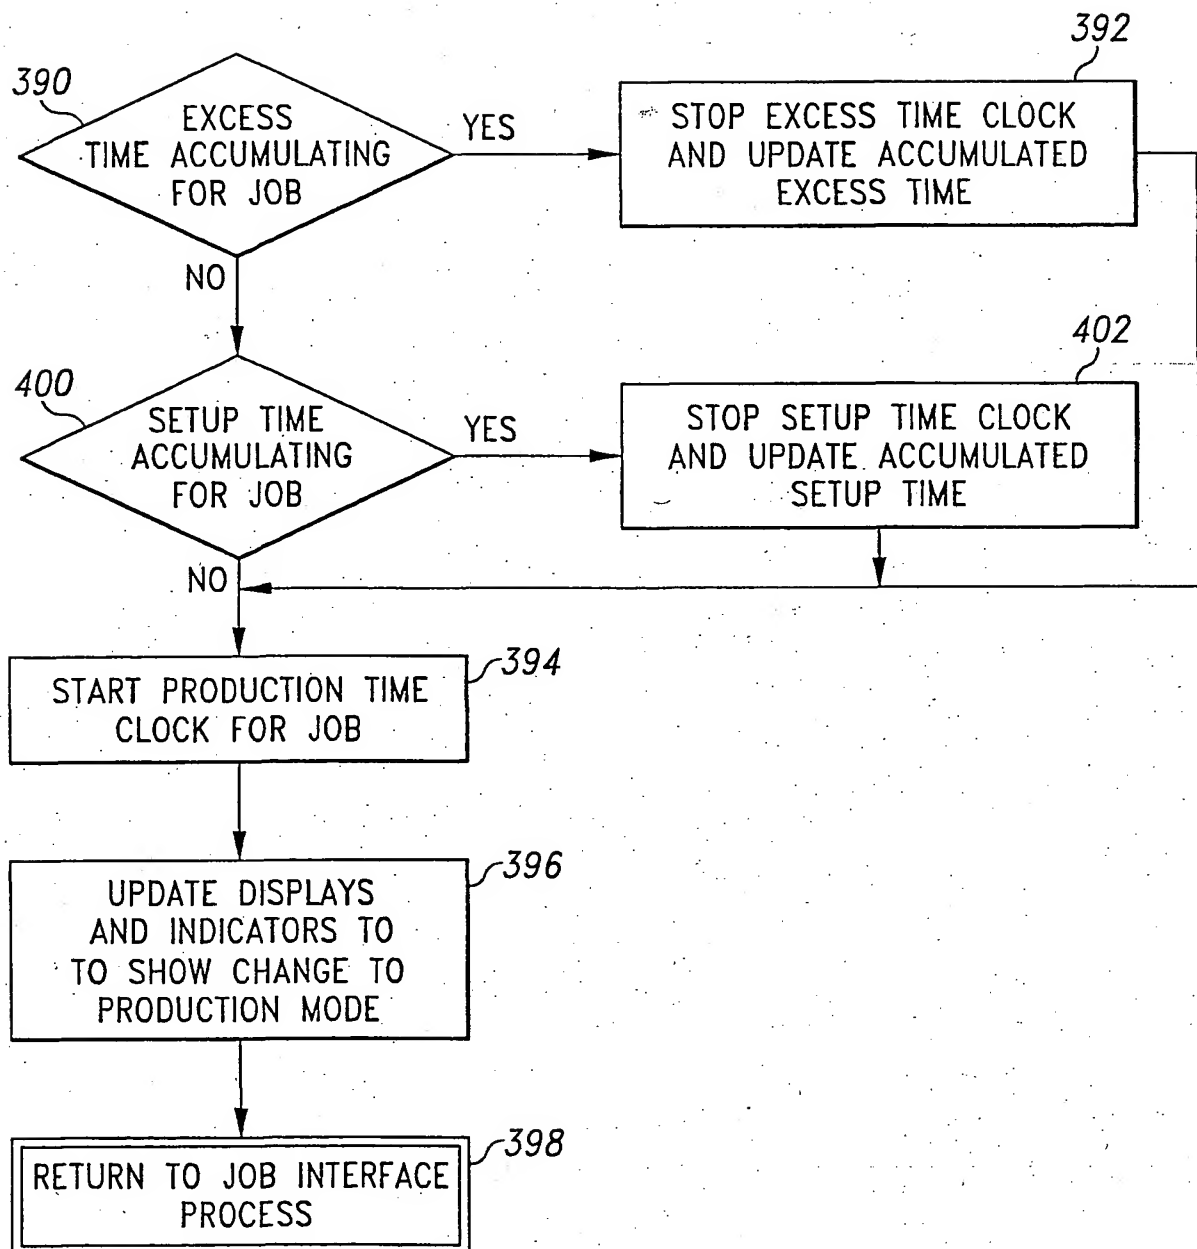 390
EXCESS
TIME ACCUMULATING
FOR JOB
YES
392
STOP EXCESS TIME CLOCK
AND UPDATE ACCUMULATED
EXCESS TIME
NO
400
SETUP TIME
ACCUMULATING
FOR JOB
YES
402
STOP SETUP TIME CLOCK
AND UPDATE ACCUMULATED
SETUP TIME
NO
394
START PRODUCTION TIME
CLOCK FOR JOB
396
UPDATE DISPLAYS
AND INDICATORS TO
TO SHOW CHANGE TO
PRODUCTION MODE
398
RETURN TO JOB INTERFACE
PROCESS